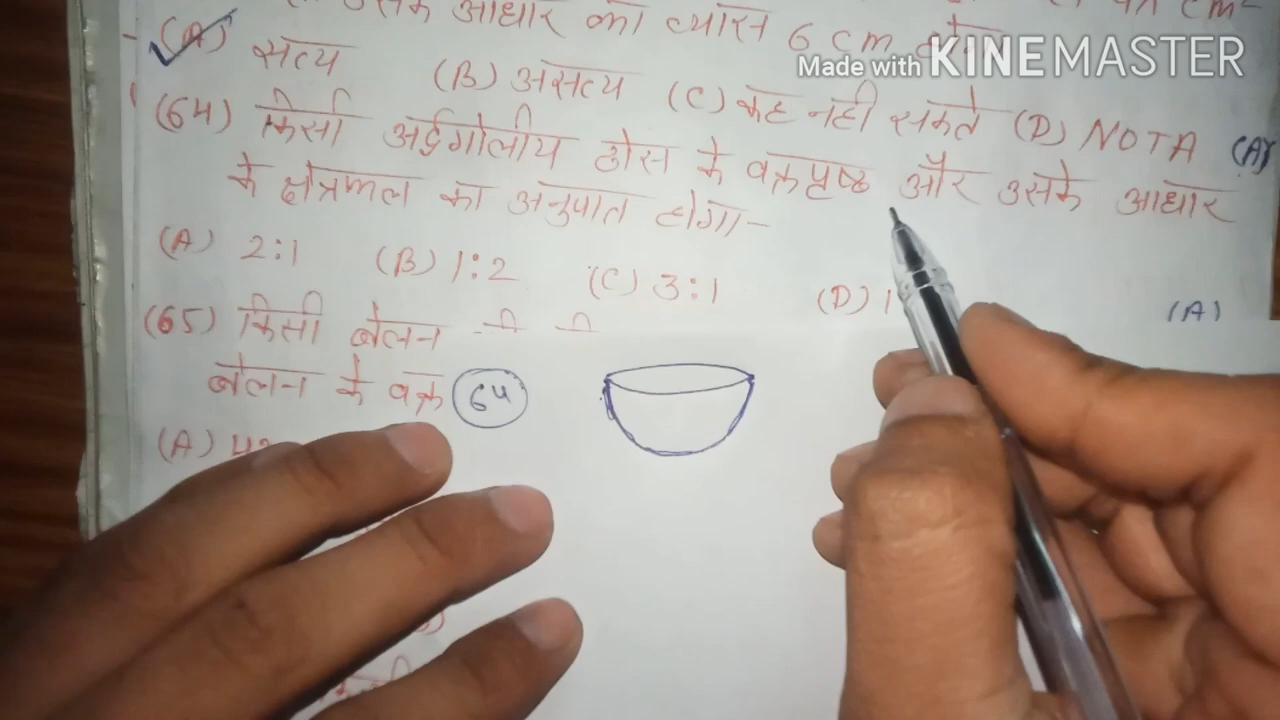 उसके आधार का व्यास 6 cm
Made with KINEMASTER
(A) सत्य (B) असत्य (C) कह नही सकते (D) NOTA (A)
(64) किसी अर्द्धगोलीय ठोस के वक्रपृष्ठ और उसके आधार
के क्षेत्रफल का अनुपात होगा-
(A) 2:1 (B) 1:2 (C) 3:1 (D) 1 (A)
(65) किसी बेलन
बेलन के वक्र
64
(A)